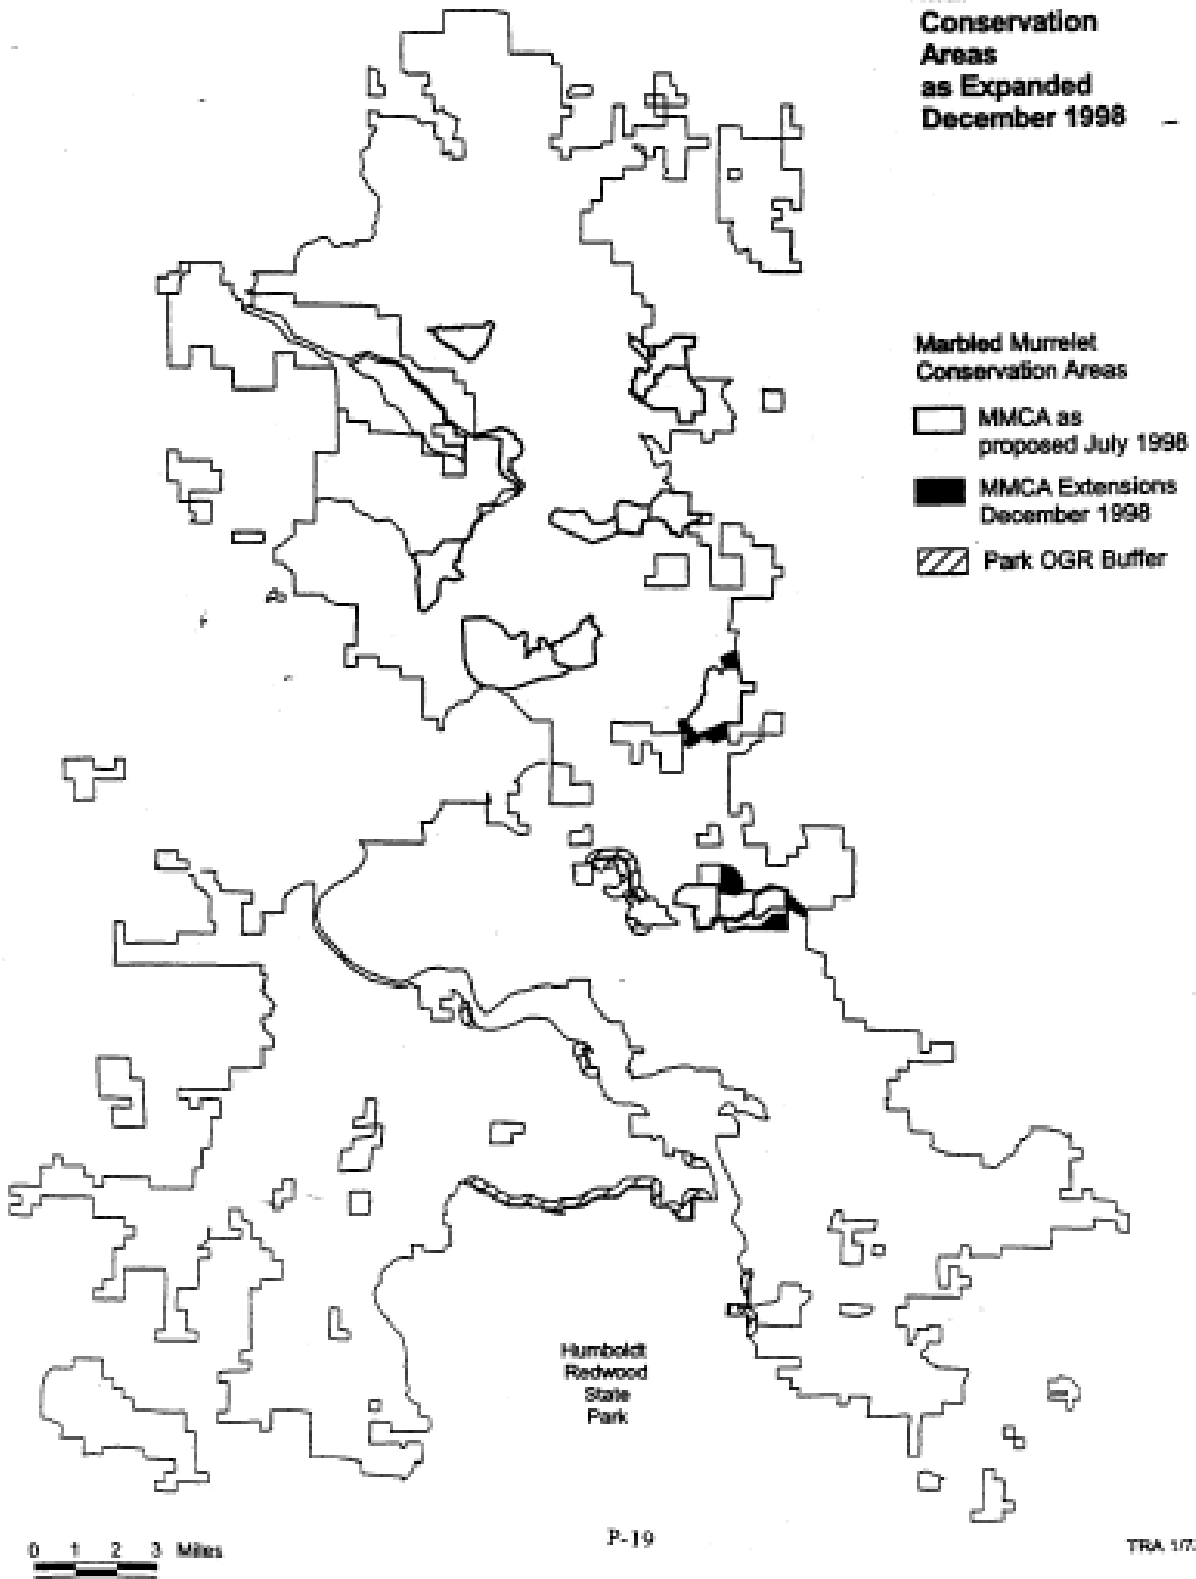 Conservation
Areas
as Expanded
December 1998
Marbled Murrelet
Conservation Areas
MMCA as
proposed July 1998
MMCA Extensions
December 1998
Park OGR Buffer
Humboldt
Redwood
State
Park
0 1 2 3 Miles
P-19
TRA